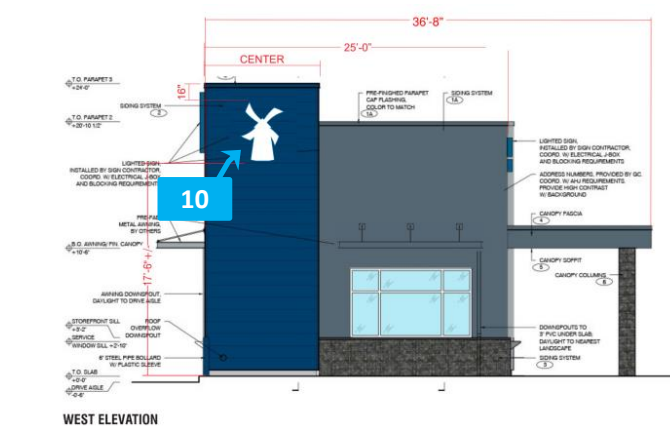 36'-8"
25'-0"
CENTER
16"
T.O. PARAPET 3
+24'-0"
T.O. PARAPET 2
+20'-10 1/2"
SIDING SYSTEM
2
PRE-FINISHED PARAPET
CAP FLASHING,
COLOR TO MATCH
1A
SIDING SYSTEM
1A
LIGHTED SIGN,
INSTALLED BY SIGN CONTRACTOR,
COORD. W/ ELECTRICAL J-BOX
AND BLOCKING REQUIREMENTS
LIGHTED SIGN,
INSTALLED BY SIGN CONTRACTOR,
COORD. W/ ELECTRICAL J-BOX
AND BLOCKING REQUIREMENTS
ADDRESS NUMBERS, PROVIDED BY GC.
COORD. W/ AHJ REQUIREMENTS.
PROVIDE HIGH CONTRAST
W/ BACKGROUND
10
PRE-FAB
METAL AWNING,
BY OTHERS
CANOPY FASCIA
4
B.O. AWNING/ FIN. CANOPY
+10'-6"
17'-6"+/-
CANOPY SOFFIT
5
CANOPY COLUMNS
6
AWNING DOWNSPOUT,
DAYLIGHT TO DRIVE AISLE
STOREFRONT SILL
+3'-2"
SERVICE
WINDOW SILL +2'-10"
ROOF
OVERFLOW
DOWNSPOUT
DOWNSPOUTS TO
3" PVC UNDER SLAB.
DAYLIGHT TO NEAREST
LANDSCAPE
6" STEEL PIPE BOLLARD
W/ PLASTIC SLEEVE
SIDING SYSTEM
3
T.O. SLAB
+0'-0"
DRIVE AISLE
-0'-6"
WEST ELEVATION